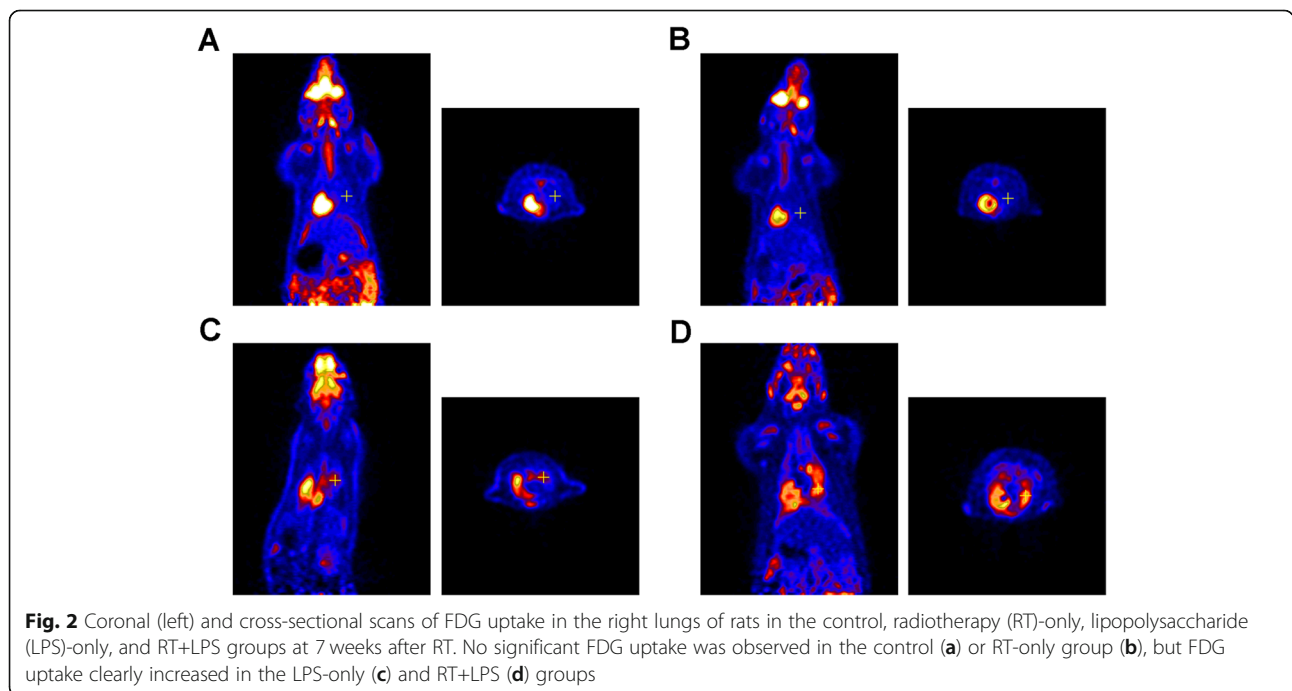 A
B
C
D
Fig. 2 Coronal (left) and cross-sectional scans of FDG uptake in the right lungs of rats in the control, radiotherapy (RT)-only, lipopolysaccharide
(LPS)-only, and RT+LPS groups at 7 weeks after RT. No significant FDG uptake was observed in the control (a) or RT-only group (b), but FDG
uptake clearly increased in the LPS-only (c) and RT+LPS (d) groups